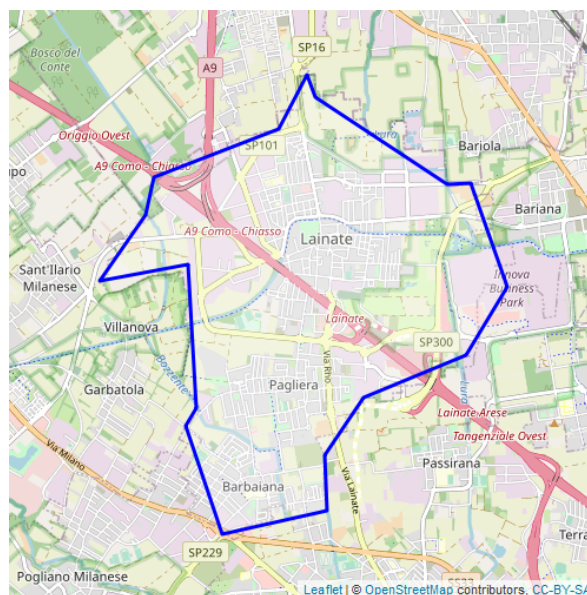 SP16
Bosco del
Conte
A9
Origgio Ovest
SP101
Bariola
A9 Como - Chiasso
Bariana
A9 Como - Chiasso
Lainate
Sant'Ilario
Milanese
Innova
Business
Park
Villanova
Lainate
SP300
Via Rho
Bozzente
Pagliera
Garbatola
Lainate Arese
Tangenziale Ovest
Via Milano
Passirana
Via Lainate
Barbaiana
SP229
Terra
Pogliano Milanese
SS33
Leaflet | © OpenStreetMap contributors, CC-BY-SA